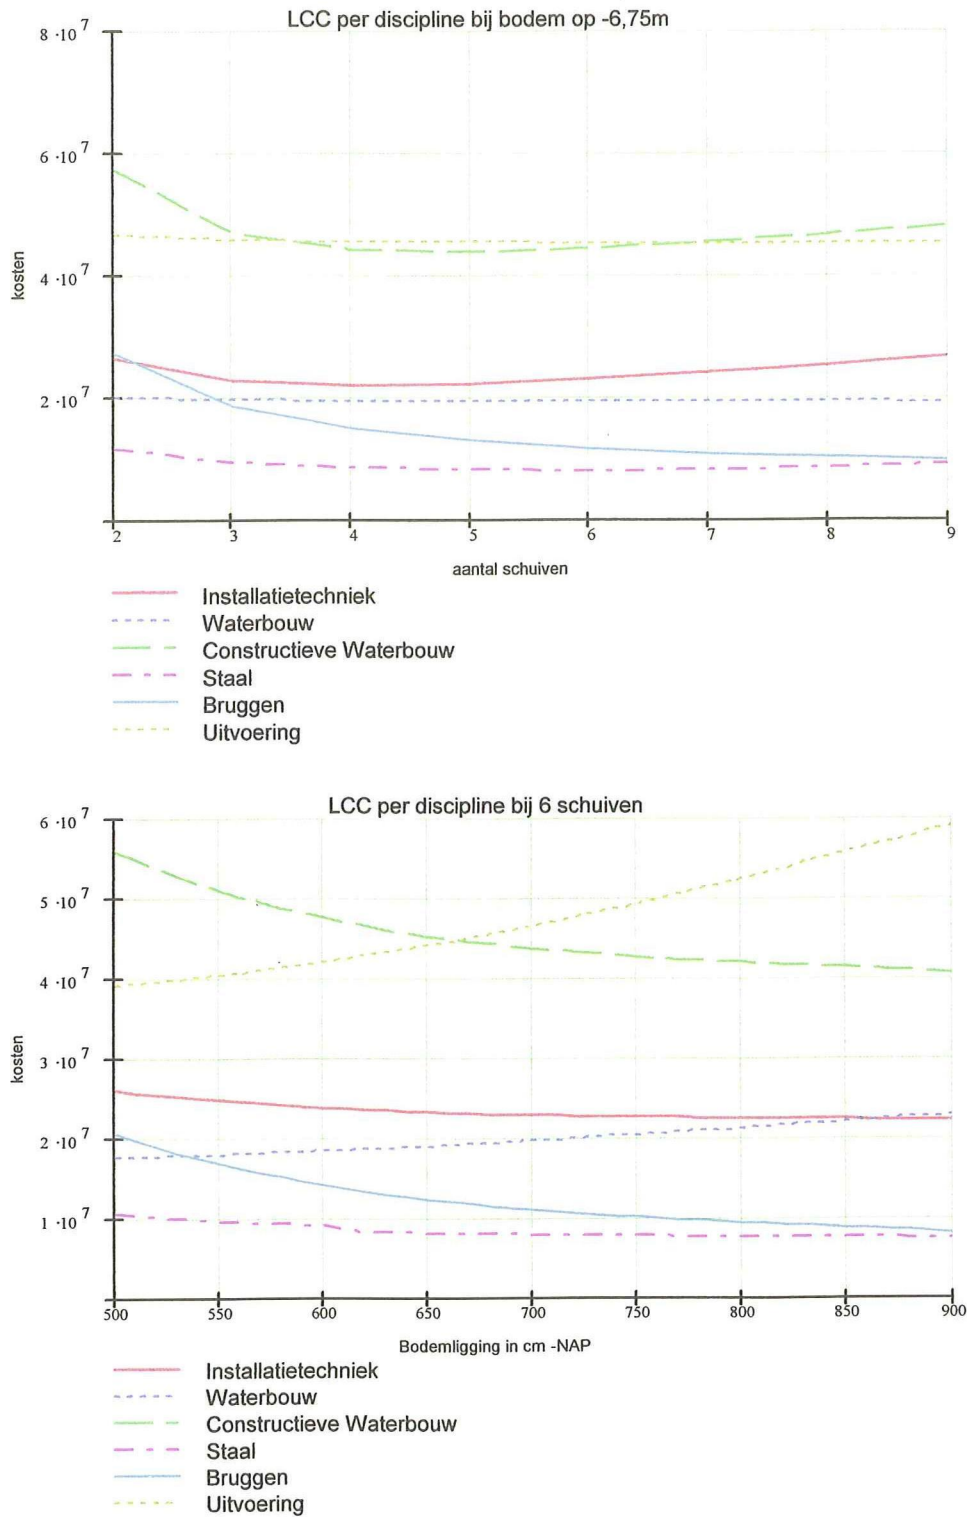 LCC per discipline bij bodem op -6,75m
8 ·10⁷
6 ·10⁷
4 ·10⁷
2 ·10⁷
kosten
2 3 4 5 6 7 8 9
aantal schuiven
Installatietechniek
Waterbouw
Constructieve Waterbouw
Staal
Bruggen
Uitvoering
LCC per discipline bij 6 schuiven
6 ·10⁷
5 ·10⁷
4 ·10⁷
3 ·10⁷
2 ·10⁷
1 ·10⁷
kosten
500 550 600 650 700 750 800 850 900
Bodemligging in cm -NAP
Installatietechniek
Waterbouw
Constructieve Waterbouw
Staal
Bruggen
Uitvoering